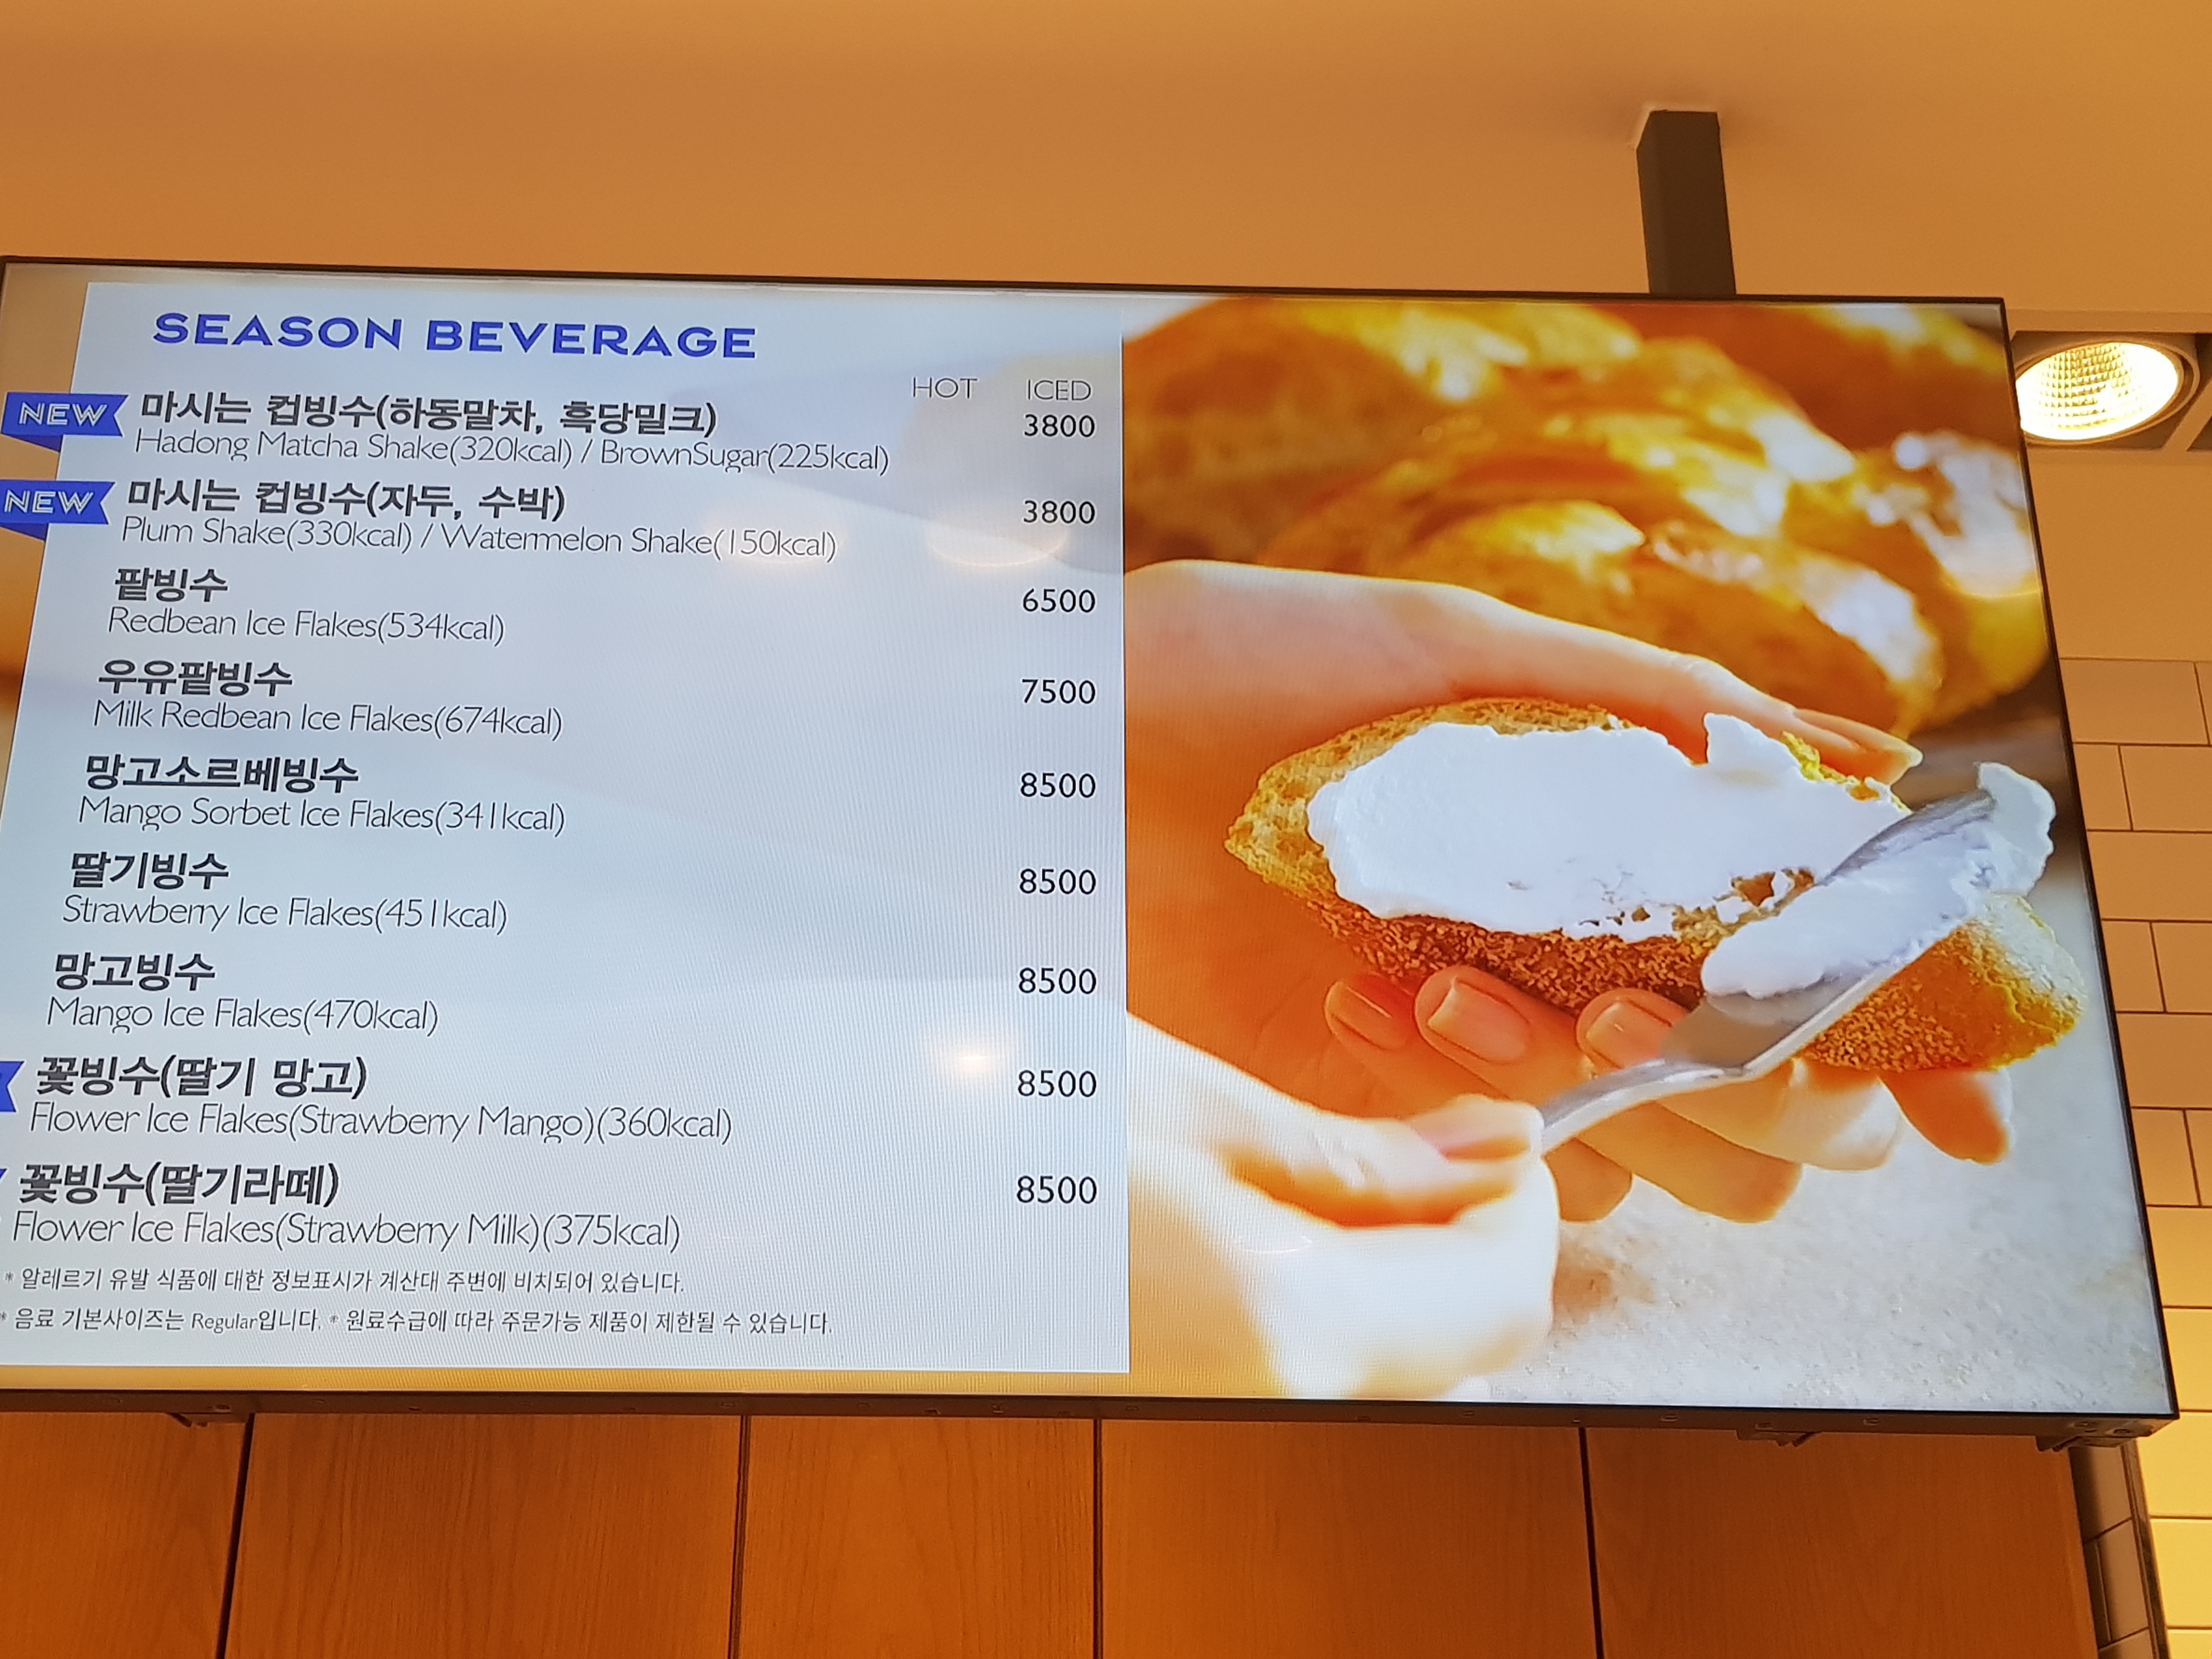 SEASON BEVERAGE
HOT ICED
NEW 마시는 컵빙수(하동말차, 흑당밀크) 3800
Hadong Matcha Shake(320kcal) / BrownSugar(225kcal)
NEW 마시는 컵빙수(자두, 수박) 3800
Plum Shake(330kcal) / Watermelon Shake(150kcal)
팥빙수 6500
Redbean Ice Flakes(534kcal)
우유팥빙수 7500
Milk Redbean Ice Flakes(674kcal)
망고소르베빙수 8500
Mango Sorbet Ice Flakes(341kcal)
딸기빙수 8500
Strawberry Ice Flakes(451kcal)
망고빙수 8500
Mango Ice Flakes(470kcal)
꽃빙수(딸기 망고) 8500
Flower Ice Flakes(Strawberry Mango)(360kcal)
꽃빙수(딸기라떼) 8500
Flower Ice Flakes(Strawberry Milk)(375kcal)
* 알레르기 유발 식품에 대한 정보표시가 계산대 주변에 비치되어 있습니다.
* 음료 기본사이즈는 Regular입니다. * 원료수급에 따라 주문가능 제품이 제한될 수 있습니다.